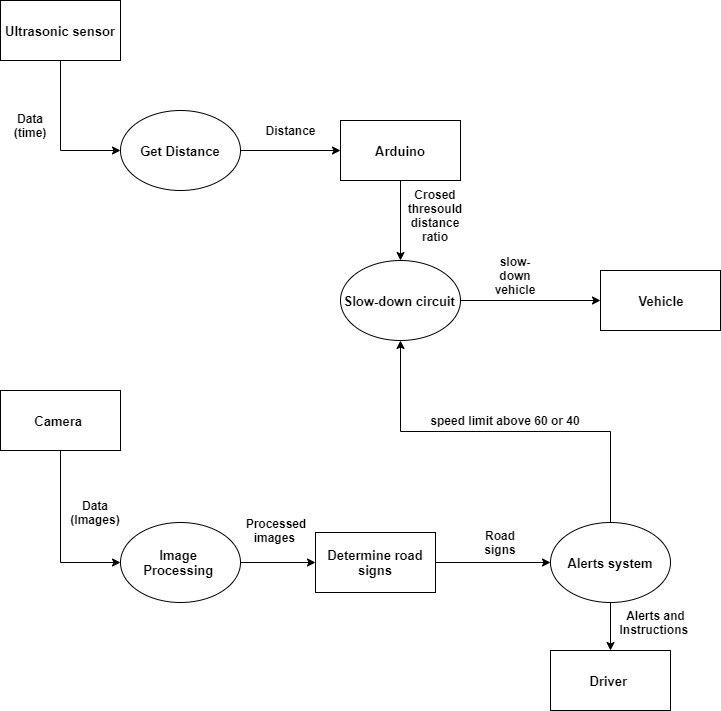 Ultrasonic sensor
Data
(time)
Get Distance
Distance
Arduino
Crosed
thresould
distance
ratio
Slow-down circuit
slow-
down
vehicle
Vehicle
speed limit above 60 or 40
Camera
Data
(Images)
Image
Processing
Processed
images
Determine road
signs
Road
signs
Alerts system
Alerts and
Instructions
Driver